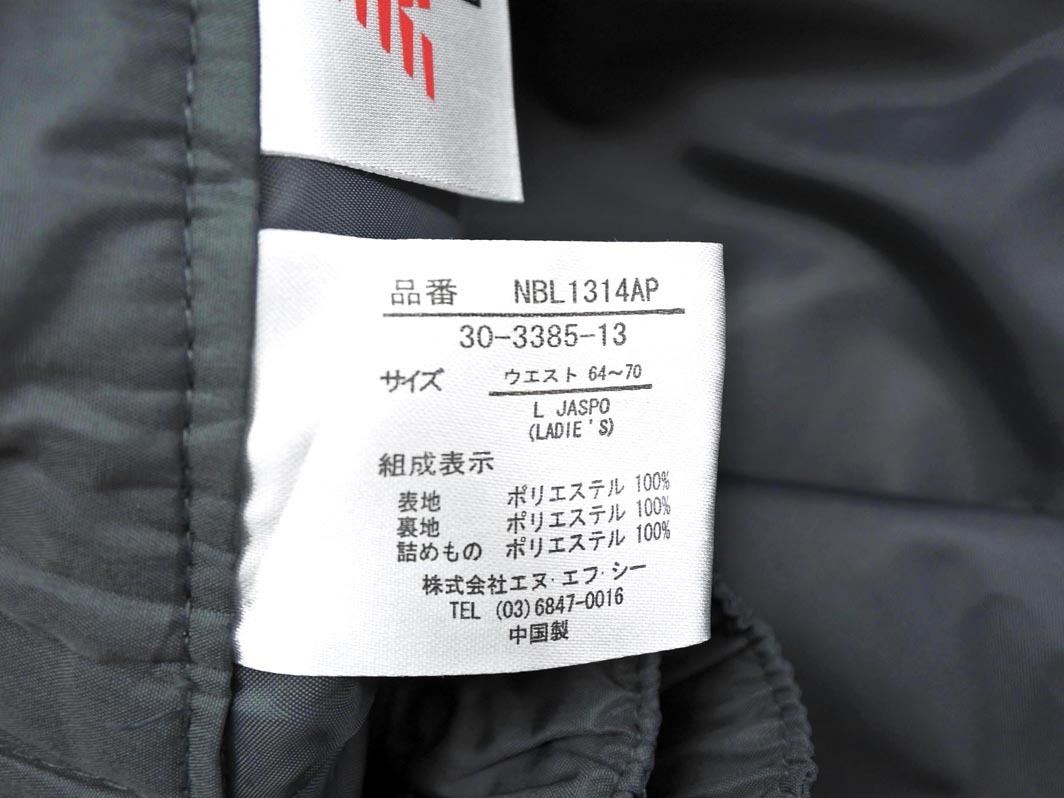 品番 NBL1314AP
30-3385-13
サイズ ウエスト 64~70
L JASPO
(LADIE'S)
組成表示
表地 ポリエステル 100%
裏地 ポリエステル 100%
詰めもの ポリエステル 100%
株式会社エヌ・エフ・シー
TEL (03)6847-0016
中国製